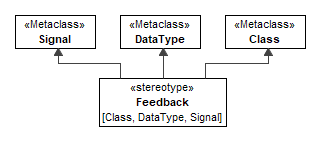 «Metaclass»
Signal
«Metaclass»
DataType
«Metaclass»
Class
«stereotype»
Feedback
[Class, DataType, Signal]